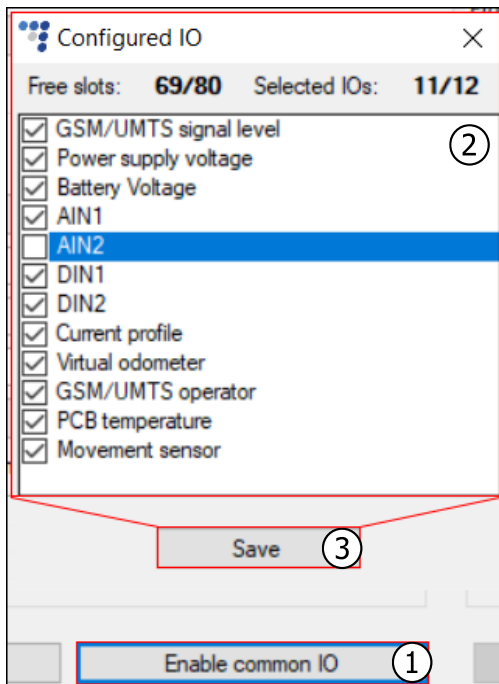 Configured IO
Free slots: 69/80 Selected IOs: 11/12
GSM/UMTS signal level
2
Power supply voltage
Battery Voltage
AIN1
AIN2
DIN1
DIN2
Current profile
Virtual odometer
GSM/UMTS operator
PCB temperature
Movement sensor
Save 3
Enable common IO 1